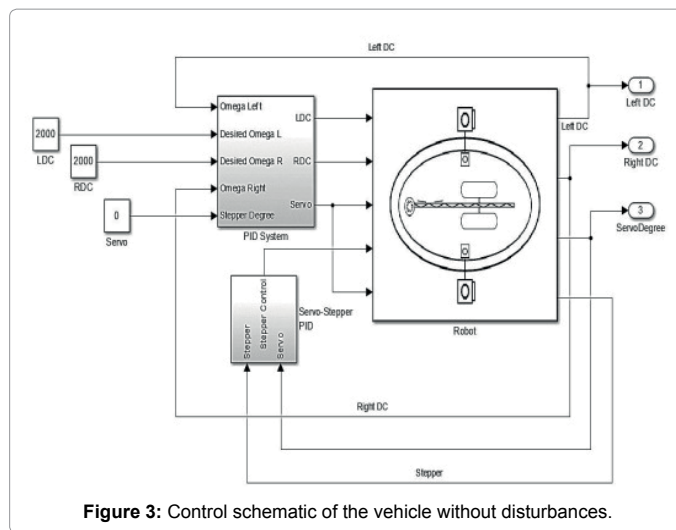 Left DC
1
Left DC
Omega Left
LDC
Desired Omega L
Desired Omega R
RDC
Omega Right
Servo
Stepper Degree
PID System
2000
LDC
2000
RDC
0
Servo
Left DC
2
Right DC
3
ServoDegree
Robot
Stepper
Stepper Control
Servo
Servo-Stepper
PID
Right DC
Stepper
Figure 3: Control schematic of the vehicle without disturbances.